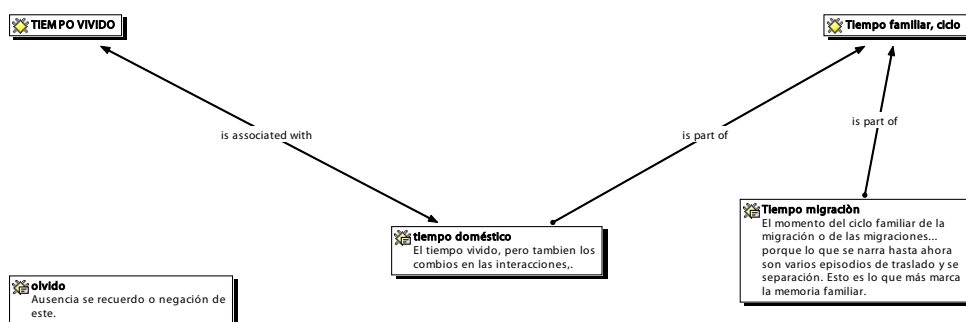 TIEMPO VIVIDO
Tiempo familiar, ciclo
is associated with
is part of
is part of
tiempo doméstico
El tiempo vivido, pero tambien los
combios en las interacciones,.
Tiempo migraciòn
El momento del ciclo familiar de la
migración o de las migraciones...
porque lo que se narra hasta ahora
son varios episodios de traslado y se
separación. Esto es lo que más marca
la memoria familiar.
olvido
Ausencia se recuerdo o negación de
este.